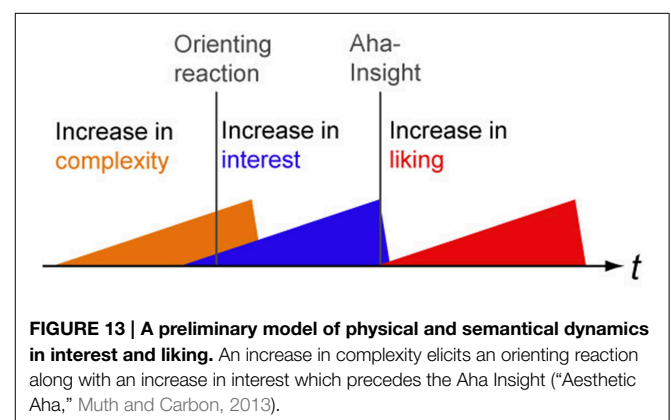 Orienting
reaction
Aha-
Insight
Increase in
complexity
Increase in
interest
Increase in
liking
t
FIGURE 13 | A preliminary model of physical and semantical dynamics
in interest and liking. An increase in complexity elicits an orienting reaction
along with an increase in interest which precedes the Aha Insight (“Aesthetic
Aha,” Muth and Carbon, 2013).